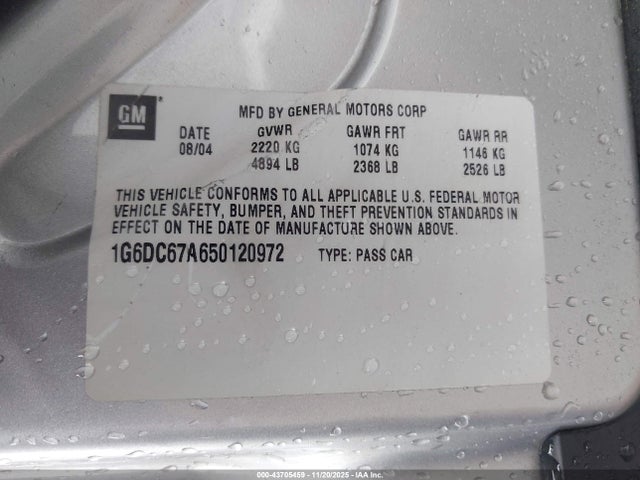 GM
MFD BY GENERAL MOTORS CORP
DATE GVWR GAWR FRT GAWR RR
08/04 2220 KG 1074 KG 1146 KG
4894 LB 2368 LB 2526 LB
THIS VEHICLE CONFORMS TO ALL APPLICABLE U.S. FEDERAL MOTOR
VEHICLE SAFETY, BUMPER, AND THEFT PREVENTION STANDARDS IN
EFFECT ON THE DATE OF MANUFACTURE SHOWN ABOVE.
1G6DC67A650120972 TYPE: PASS CAR
000-43705459 - 11/20/2025 - IAA